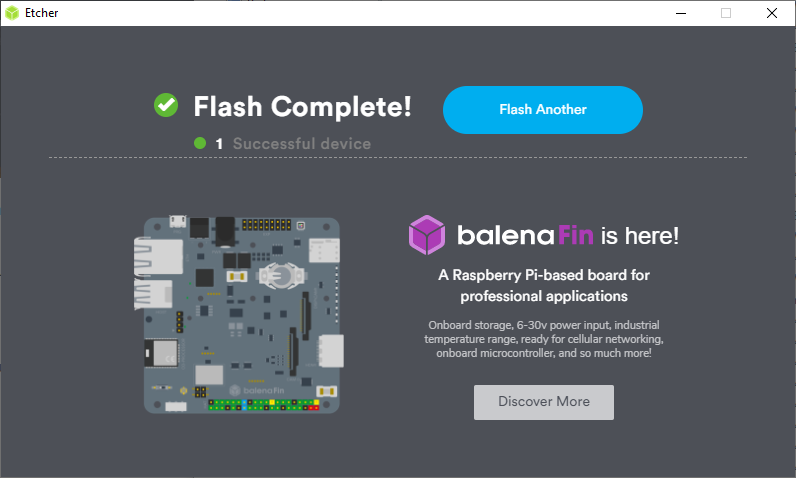 Etcher
Flash Complete!
Flash Another
1 Successful device
balenaFin is here!
A Raspberry Pi-based board for
professional applications
Onboard storage, 6-30v power input, industrial
temperature range, ready for cellular networking,
onboard microcontroller, and so much more!
balenaFin
Discover More